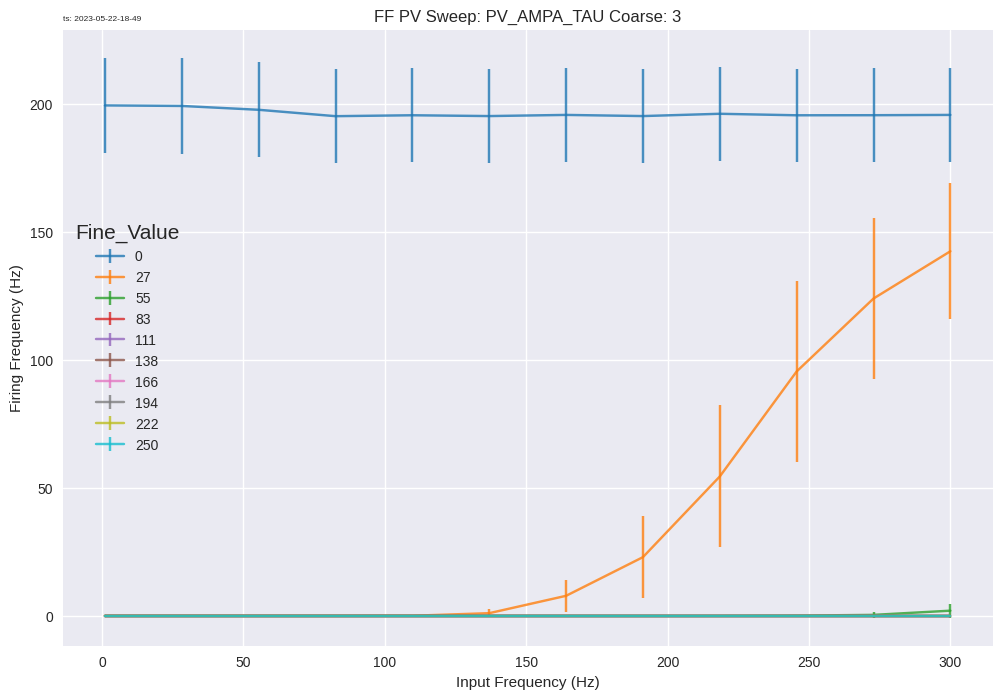 ts: 2023-05-22-18-49
FF PV Sweep: PV_AMPA_TAU Coarse: 3
Firing Frequency (Hz)
200
150
100
50
0
Fine_Value
0
27
55
83
111
138
166
194
222
250
0 50 100 150 200 250 300
Input Frequency (Hz)